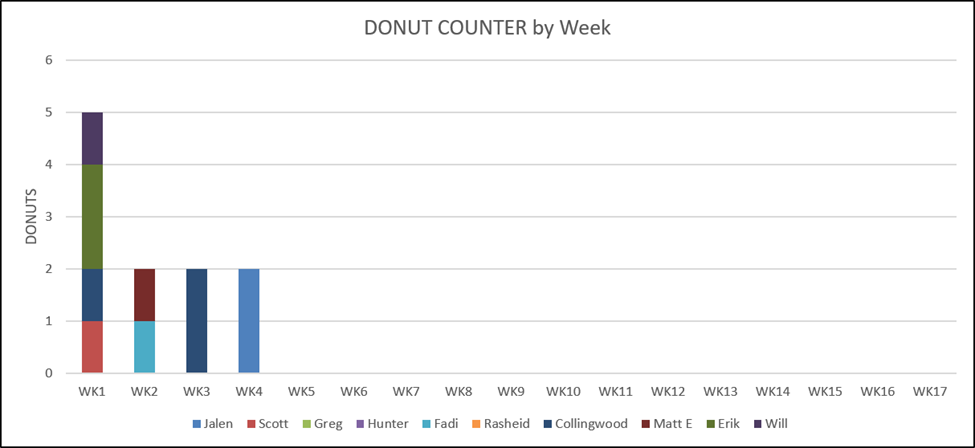 DONUT COUNTER by Week
6
5
4
3
2
1
0
DONUTS
WK1 WK2 WK3 WK4 WK5 WK6 WK7 WK8 WK9 WK10 WK11 WK12 WK13 WK14 WK15 WK16 WK17
Jalen Scott Greg Hunter Fadi Rasheid Collingwood Matt E Erik Will